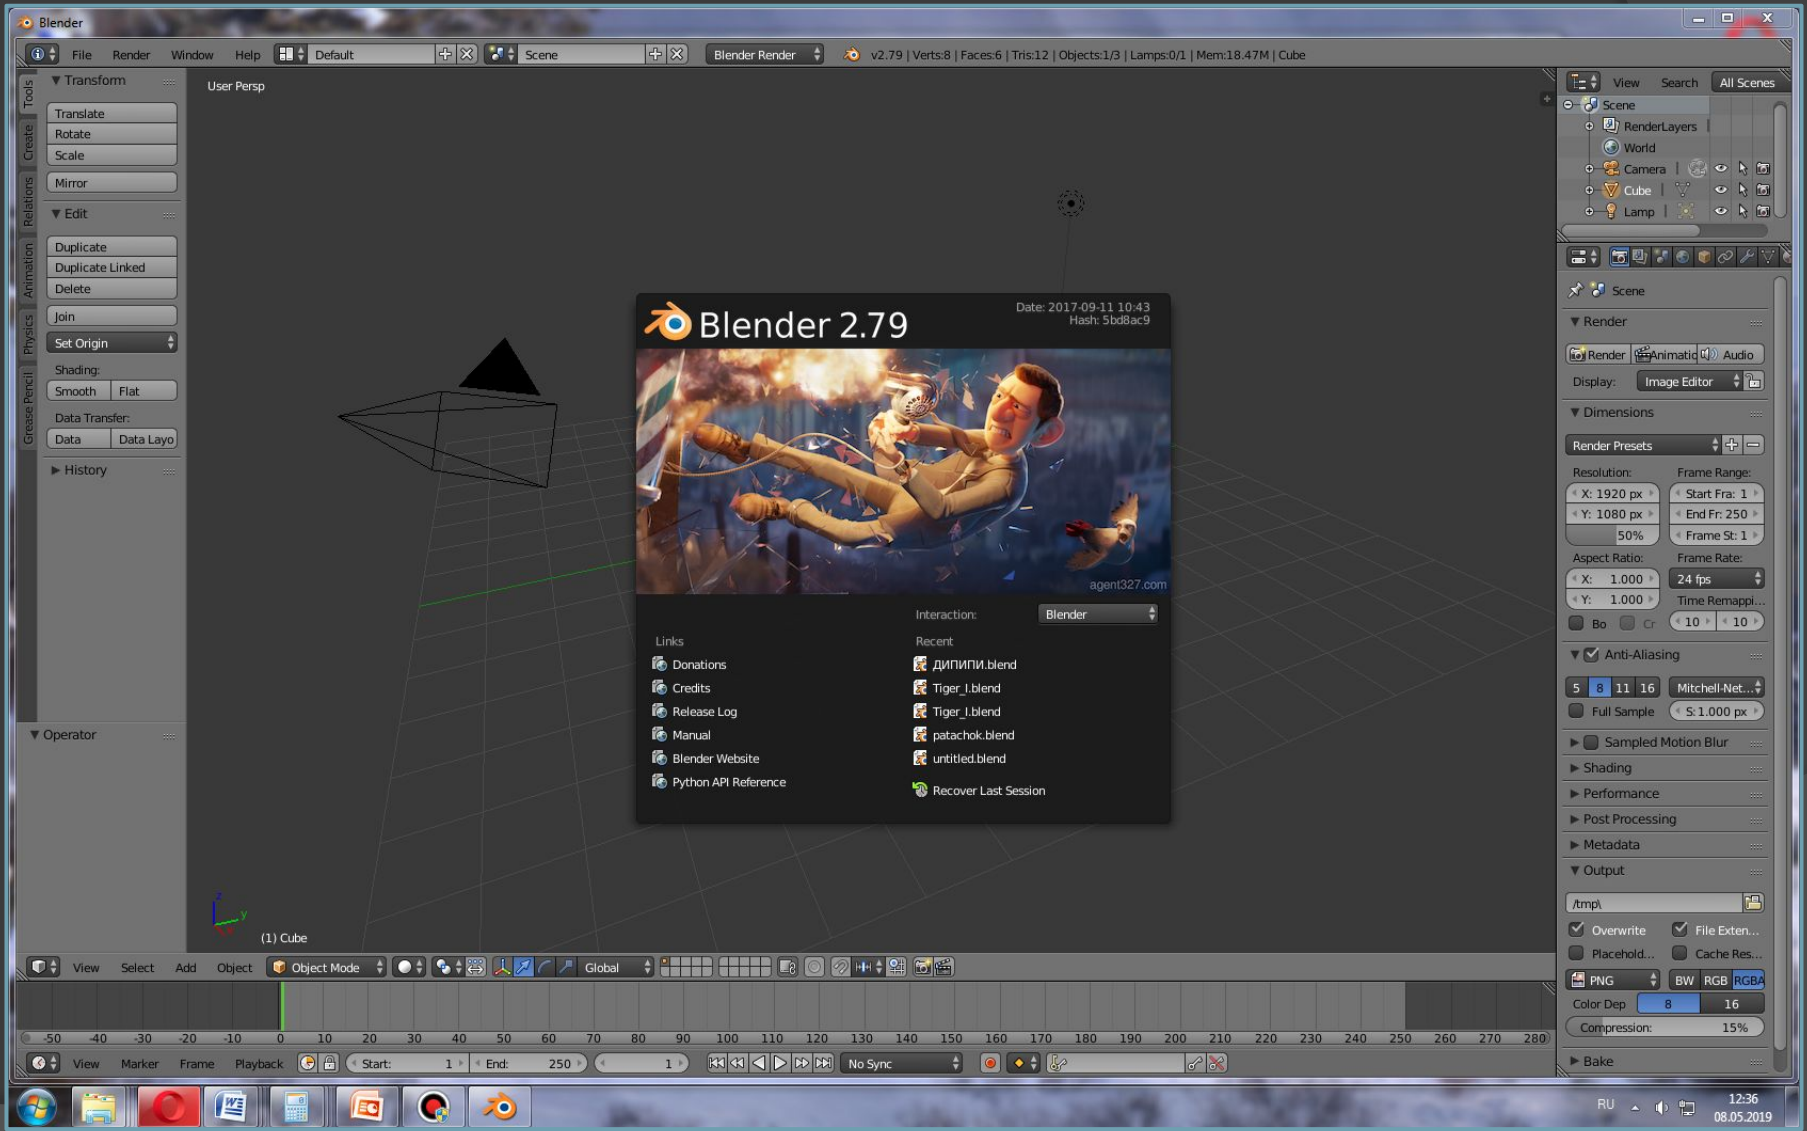 Blender
File Render Window Help Default Scene Blender Render v2.79 | Verts:8 | Faces:6 | Tris:12 | Objects:1/3 | Lamps:0/1 | Mem:18.47M | Cube
Tools
Create
Relations
Animation
Physics
Grease Pencil
Transform
Translate
Rotate
Scale
Mirror
Edit
Duplicate
Duplicate Linked
Delete
Join
Set Origin
Shading:
Smooth Flat
Data Transfer:
Data Data Layo
History
Operator
User Persp
Blender 2.79
Date: 2017-09-11 10:43
Hash: 5bd8ac9
agent327.com
Interaction: Blender
Links
Donations
Credits
Release Log
Manual
Blender Website
Python API Reference
Recent
ДИПИПИ.blend
Tiger_I.blend
Tiger_I.blend
patachok.blend
untitled.blend
Recover Last Session
z
y
(1) Cube
View Select Add Object Object Mode Global
-50 -40 -30 -20 -10 0 10 20 30 40 50 60 70 80 90 100 110 120 130 140 150 160 170 180 190 200 210 220 230 240 250 260 270 280
View Marker Frame Playback Start: 1 End: 250 1 No Sync
View Search All Scenes
Scene
RenderLayers
World
Camera
Cube
Lamp
Scene
Render
Render Animatic Audio
Display: Image Editor
Dimensions
Render Presets
Resolution: Frame Range:
X: 1920 px Start Fra: 1
Y: 1080 px End Fr: 250
50% Frame St: 1
Aspect Ratio: Frame Rate:
X: 1.000 24 fps
Y: 1.000 Time Remappi...
Bo Cr 10 10
Anti-Aliasing
5 8 11 16 Mitchell-Net...
Full Sample S: 1.000 px
Sampled Motion Blur
Shading
Performance
Post Processing
Metadata
Output
/tmp\
Overwrite File Exten...
Placehold... Cache Res...
PNG BW RGB RGBA
Color Dep 8 16
Compression: 15%
Bake
RU 12:36
08.05.2019